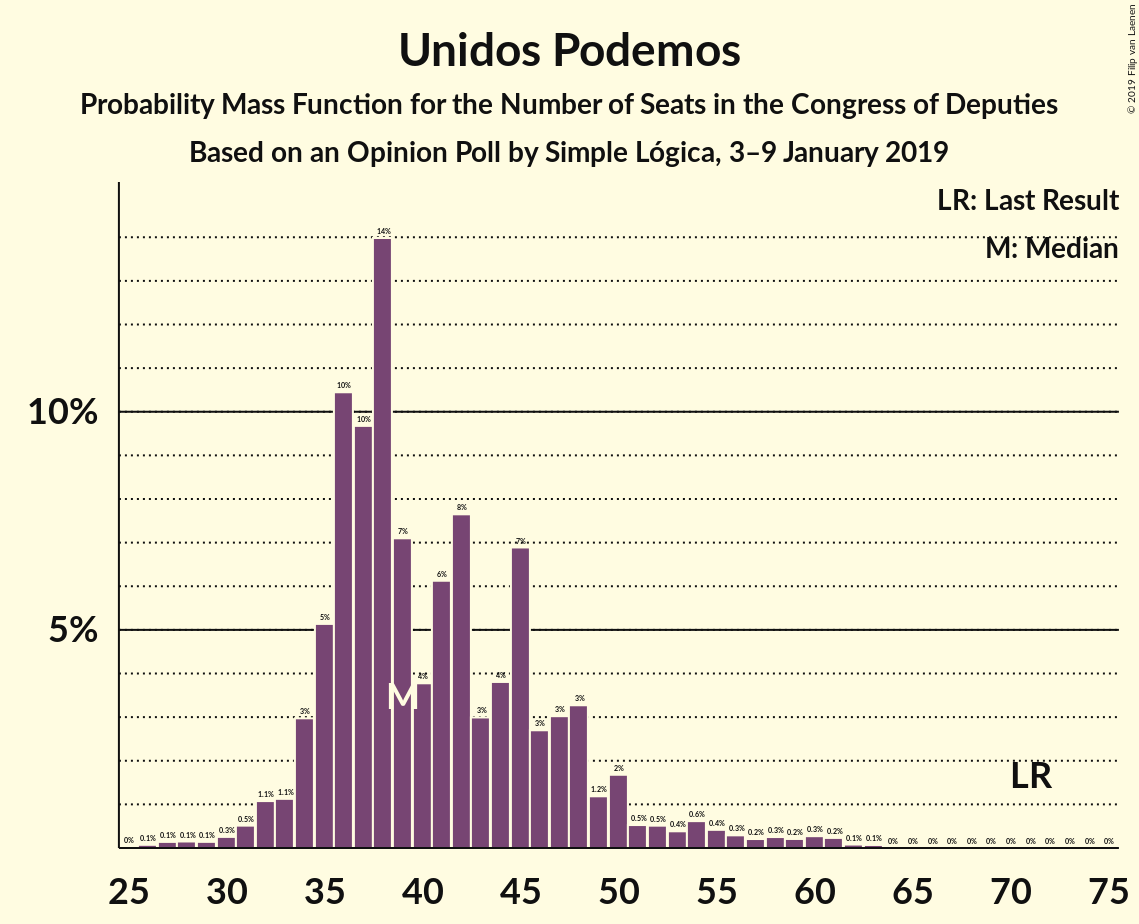 Unidos Podemos
Probability Mass Function for the Number of Seats in the Congress of Deputies
Based on an Opinion Poll by Simple Lógica, 3–9 January 2019
© 2019 Filip van Laenen
LR: Last Result
M: Median
10%
5%
0% 0.1% 0.1% 0.1% 0.1% 0.3% 0.5% 1.1% 1.1% 3% 5% 10% 10% 14% 7% 4% 6% 8% 3% 4% 7% 3% 3% 3% 1.2% 2% 0.5% 0.5% 0.4% 0.6% 0.4% 0.3% 0.2% 0.3% 0.2% 0.3% 0.2% 0.1% 0.1% 0% 0% 0% 0% 0% 0% 0% 0% 0% 0% 0% 0%
M
LR
25 30 35 40 45 50 55 60 65 70 75